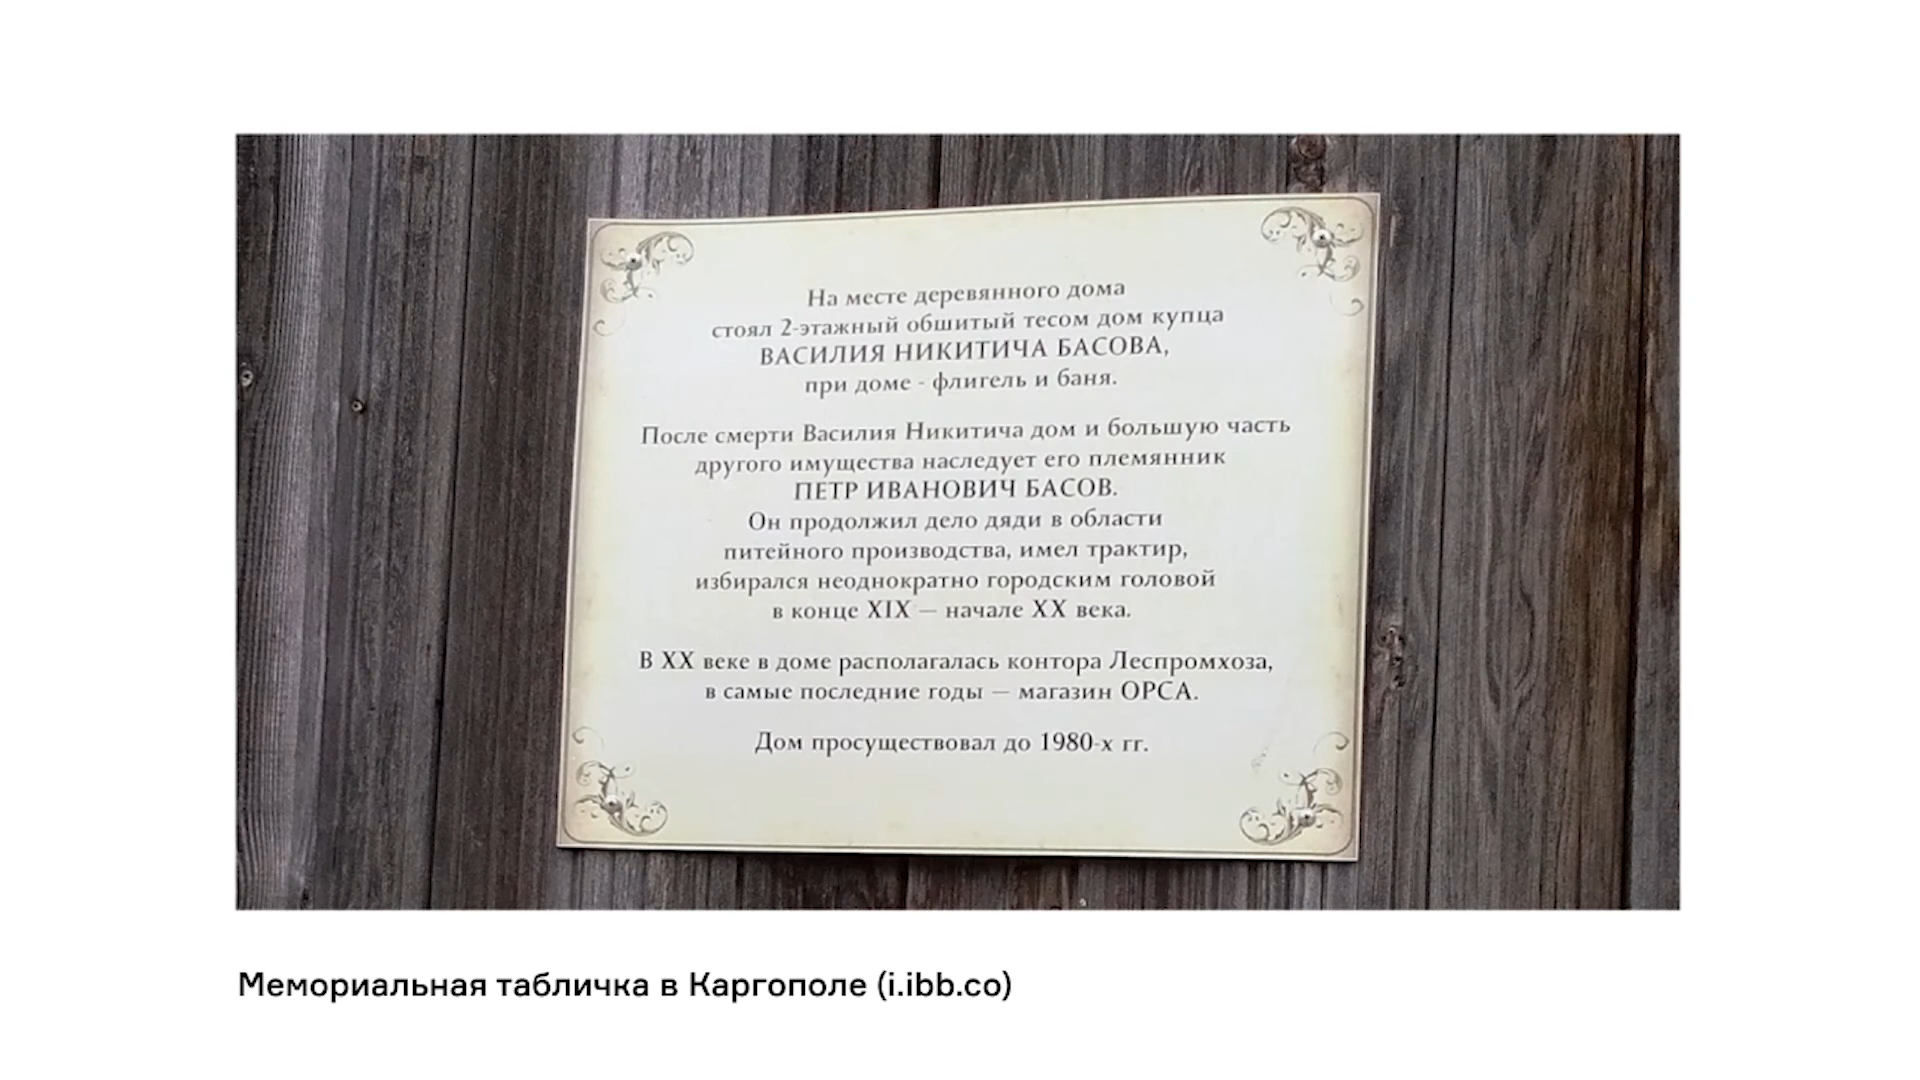 На месте деревянного дома
стоял 2-этажный обшитый тесом дом купца
ВАСИЛИЯ НИКИТИЧА БАСОВА,
при доме - флигель и баня.
После смерти Василия Никитича дом и большую часть
другого имущества наследует его племянник
ПЕТР ИВАНОВИЧ БАСОВ.
Он продолжил дело дяди в области
питейного производства, имел трактир,
избирался неоднократно городским головой
в конце XIX — начале XX века.
В XX веке в доме располагалась контора Леспромхоза,
в самые последние годы — магазин ОРСА.
Дом просуществовал до 1980-х гг.
Мемориальная табличка в Каргополе (i.ibb.co)